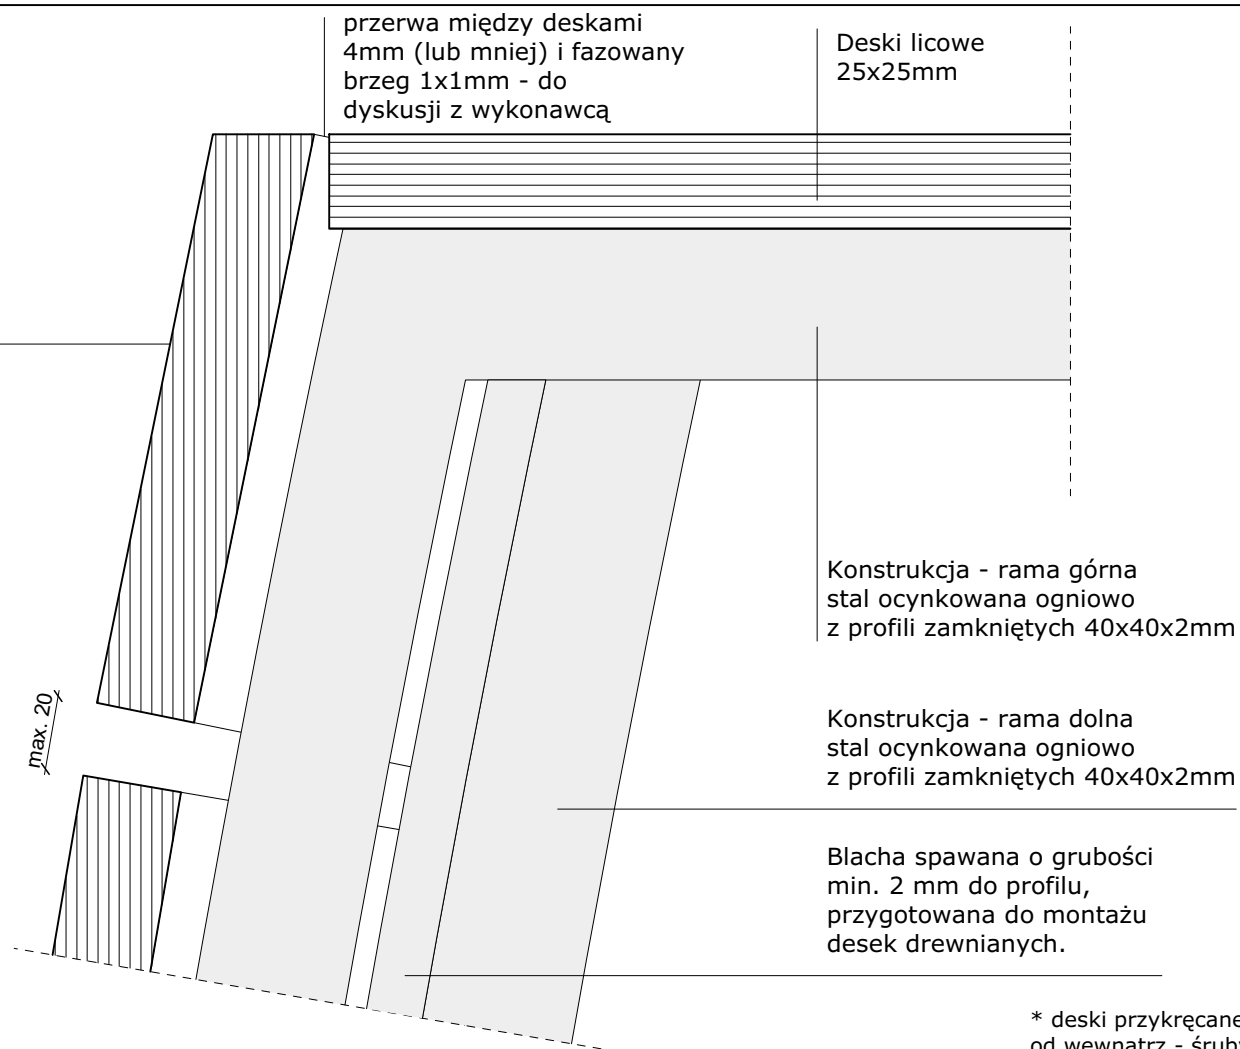 przerwa między deskami
4mm (lub mniej) i fazowany
brzeg 1x1mm - do
dyskusji z wykonawcą
Deski licowe
25x25mm
Konstrukcja - rama górna
stal ocynkowana ogniowo
z profili zamkniętych 40x40x2mm
max. 20
Konstrukcja - rama dolna
stal ocynkowana ogniowo
z profili zamkniętych 40x40x2mm
Blacha spawana o grubości
min. 2 mm do profilu,
przygotowana do montażu
desek drewnianych.
* deski przykręcane
od wewnątrz - śruby